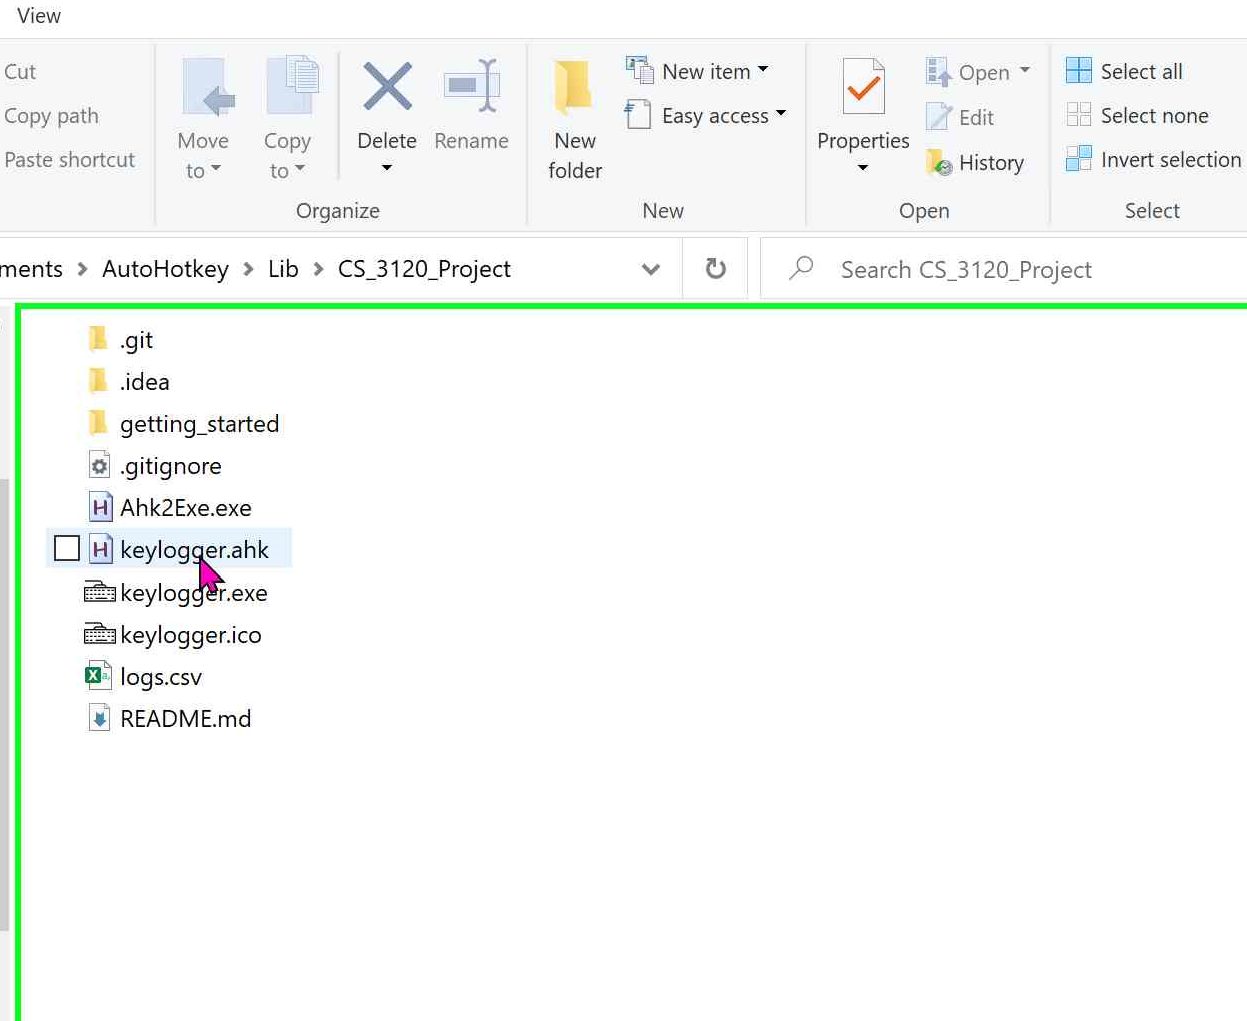 View
Cut
Copy path
Paste shortcut
Move to
Copy to
Delete
Rename
Organize
New folder
New item
Easy access
New
Properties
Open
Edit
History
Open
Select all
Select none
Invert selection
Select
ments > AutoHotkey > Lib > CS_3120_Project
Search CS_3120_Project
.git
.idea
getting_started
.gitignore
Ahk2Exe.exe
keylogger.ahk
keylogger.exe
keylogger.ico
logs.csv
README.md